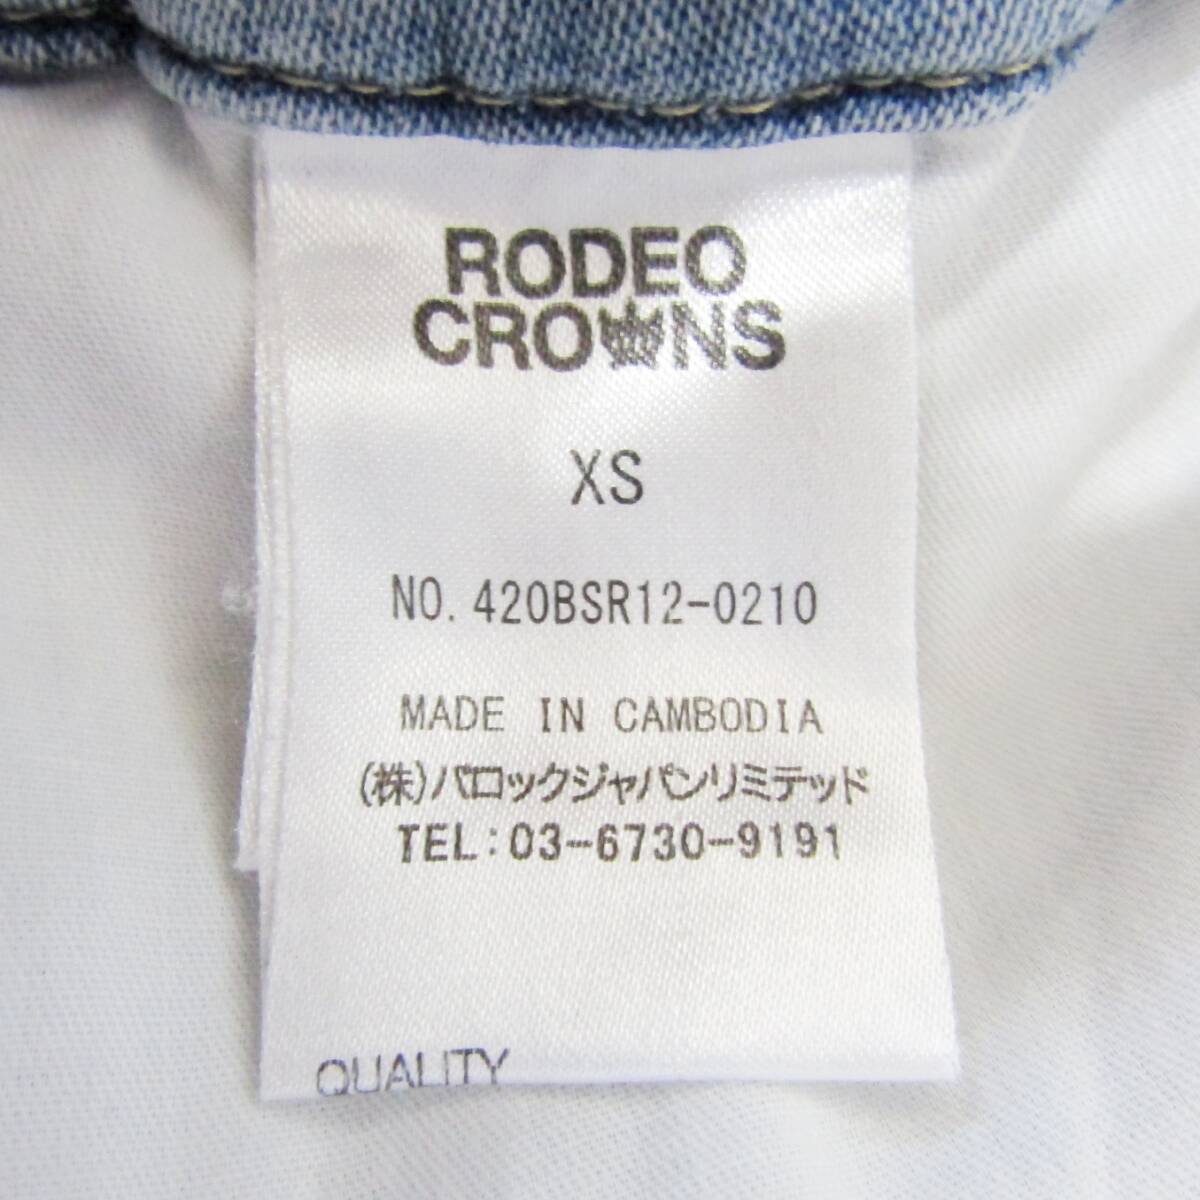 RODEO
CROWNS
XS
NO. 420BSR12-0210
MADE IN CAMBODIA
(株)バロックジャパンリミテッド
TEL:03-6730-9191
QUALITY